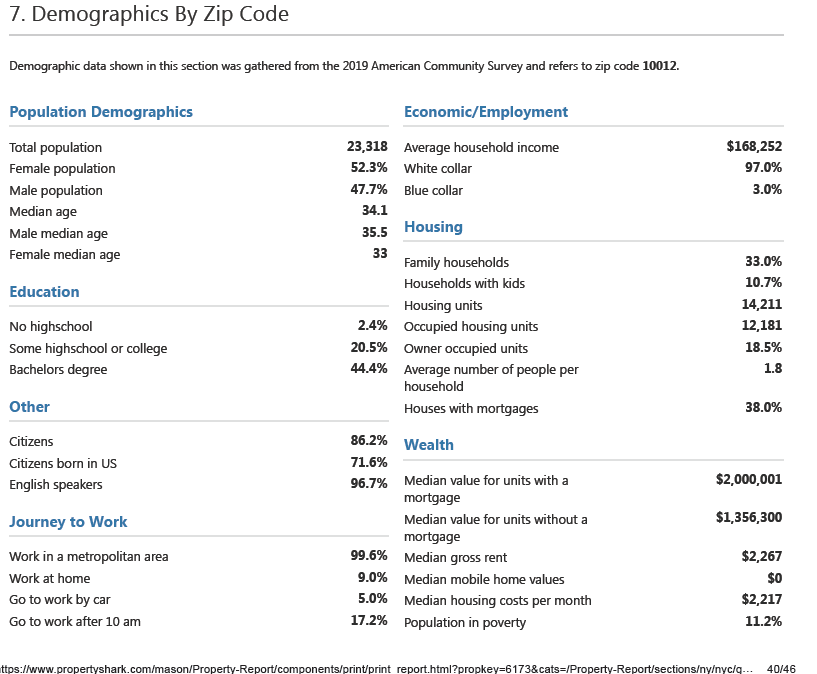 7. Demographics By Zip Code
Demographic data shown in this section was gathered from the 2019 American Community Survey and refers to zip code 10012.
Population Demographics
Total population 23,318
Female population 52.3%
Male population 47.7%
Median age 34.1
Male median age 35.5
Female median age 33
Education
No highschool 2.4%
Some highschool or college 20.5%
Bachelors degree 44.4%
Other
Citizens 86.2%
Citizens born in US 71.6%
English speakers 96.7%
Journey to Work
Work in a metropolitan area 99.6%
Work at home 9.0%
Go to work by car 5.0%
Go to work after 10 am 17.2%
Economic/Employment
Average household income $168,252
White collar 97.0%
Blue collar 3.0%
Housing
Family households 33.0%
Households with kids 10.7%
Housing units 14,211
Occupied housing units 12,181
Owner occupied units 18.5%
Average number of people per 1.8
household
Houses with mortgages 38.0%
Wealth
Median value for units with a $2,000,001
mortgage
Median value for units without a $1,356,300
mortgage
Median gross rent $2,267
Median mobile home values $0
Median housing costs per month $2,217
Population in poverty 11.2%
ttps://www.propertyshark.com/mason/Property-Report/components/print/print_report.html?propkey=6173&cats=/Property-Report/sections/ny/nyc/q... 40/46